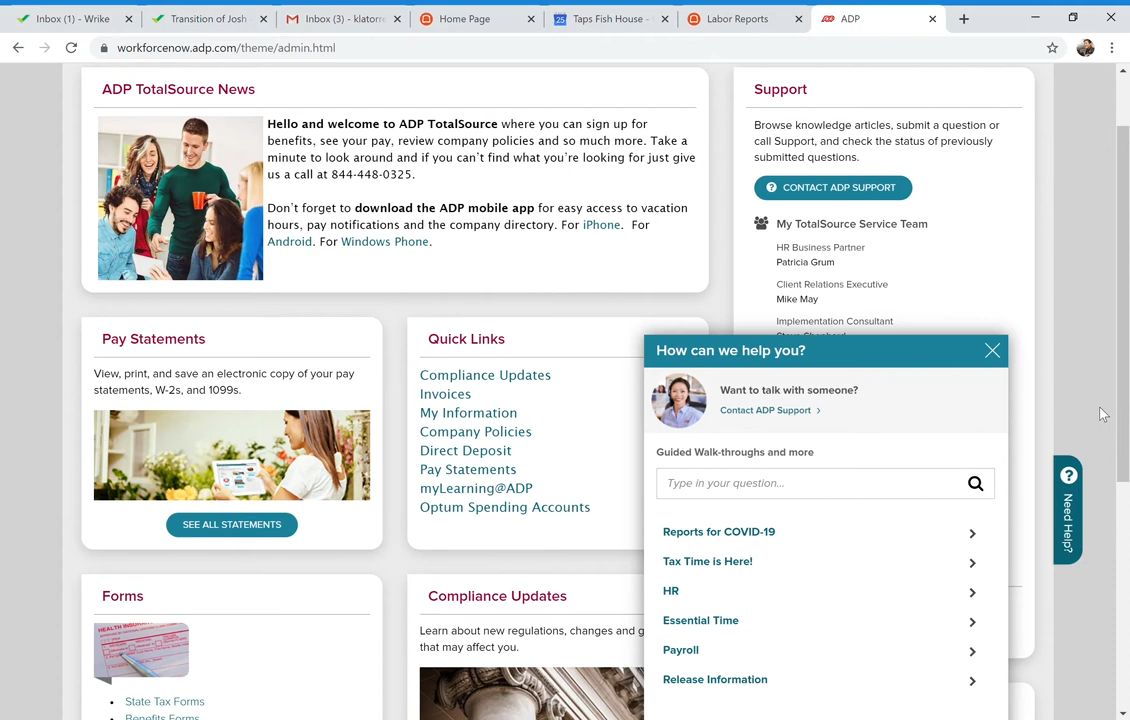 Inbox (1) - Wrike
Transition of Josh
Inbox (3) - klatorre
Home Page
25
Taps Fish House -
Labor Reports
ADP
workforcenow.adp.com/theme/admin.html
ADP TotalSource News
Hello and welcome to ADP TotalSource where you can sign up for
benefits, see your pay, review company policies and so much more. Take a
minute to look around and if you can't find what you're looking for just give
us a call at 844-448-0325.
Don't forget to download the ADP mobile app for easy access to vacation
hours, pay notifications and the company directory. For iPhone. For
Android. For Windows Phone.
Support
Browse knowledge articles, submit a question or
call Support, and check the status of previously
submitted questions.
CONTACT ADP SUPPORT
My TotalSource Service Team
HR Business Partner
Patricia Grum
Client Relations Executive
Mike May
Implementation Consultant
Pay Statements
View, print, and save an electronic copy of your pay
statements, W-2s, and 1099s.
SEE ALL STATEMENTS
Quick Links
Compliance Updates
Invoices
My Information
Company Policies
Direct Deposit
Pay Statements
myLearning@ADP
Optum Spending Accounts
How can we help you?
Want to talk with someone?
Contact ADP Support
Guided Walk-throughs and more
Type in your question...
Reports for COVID-19
Tax Time is Here!
HR
Essential Time
Payroll
Release Information
Need Help?
Forms
HEALTH INSURANCE
State Tax Forms
Benefits Forms
Compliance Updates
Learn about new regulations, changes and g
that may affect you.